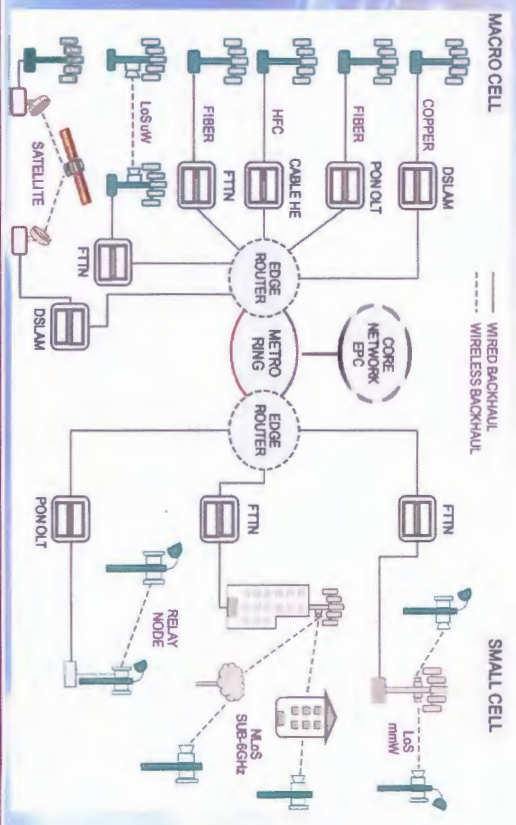 MACRO CELL
WIRED BACKHAUL
WIRELESS BACKHAUL
SMALL CELL
COPPER
DSLAM
FIBER
PON OLT
HFC
CABLE HE
FIBER
FTTN
LoS uW
FTTN
SATELLITE
DSLAM
EDGE
ROUTER
METRO
RING
CORE
NETWORK
EPC
EDGE
ROUTER
FTTN
LoS
mmW
FTTN
NLoS
SUB-6GHz
PON OLT
RELAY
NODE